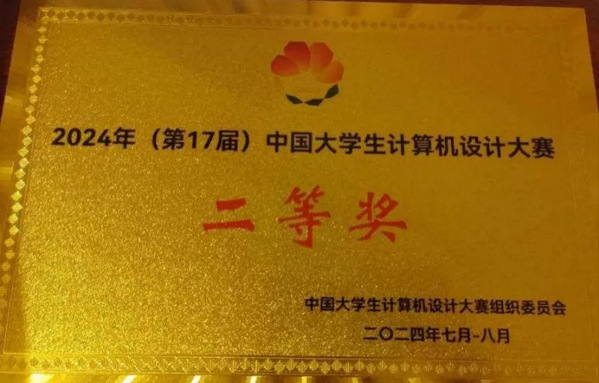 2024年（第17届）中国大学生计算机设计大赛
二等奖
中国大学生计算机设计大赛组织委员会
二〇二四年七月-八月